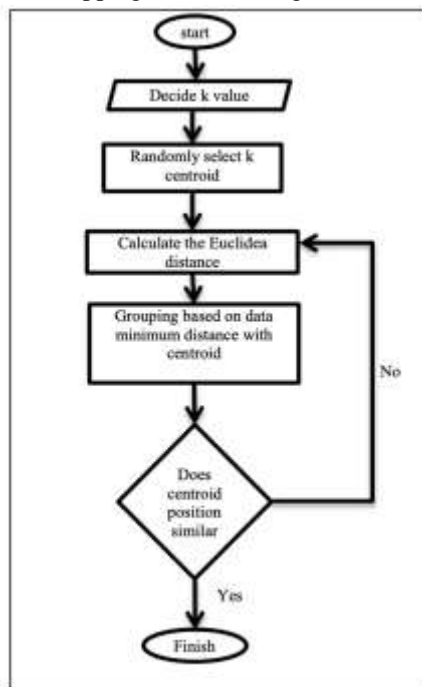 start
Decide k value
Randomly select k
centroid
Calculate the Euclidea
distance
Grouping based on data
minimum distance with
centroid
No
Does
centroid
position
similar
Yes
Finish